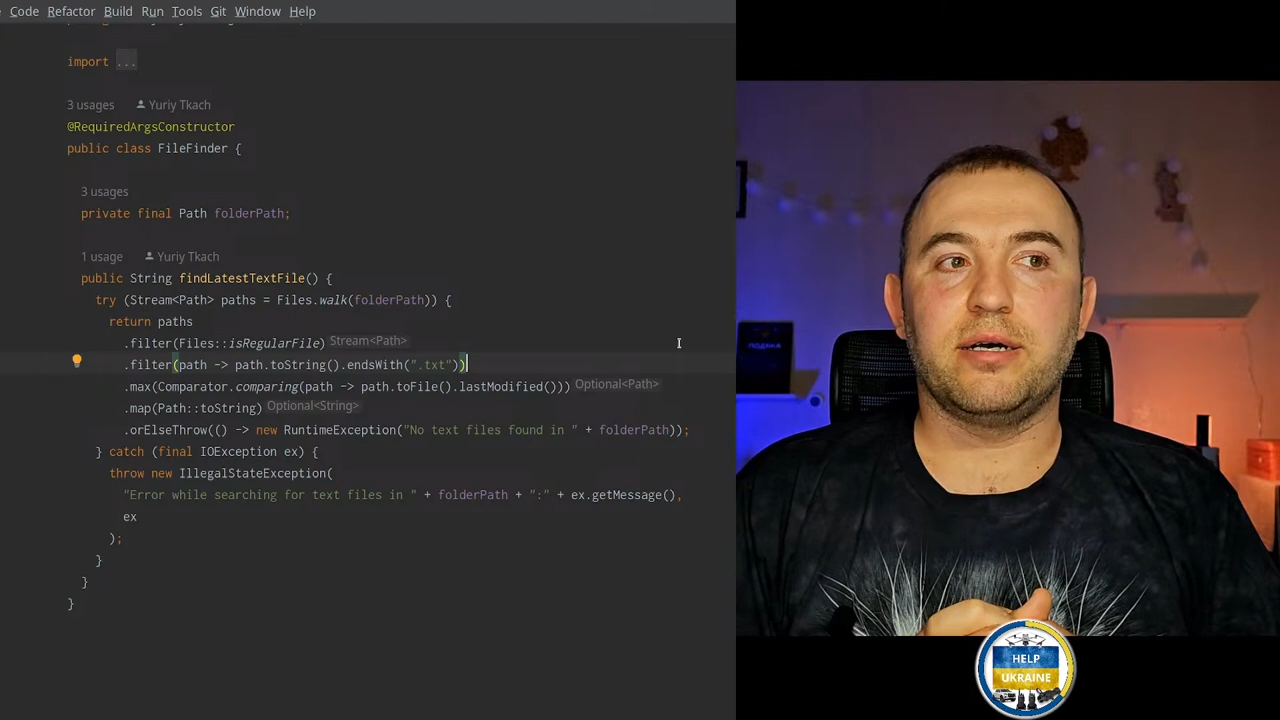 Code Refactor Build Run Tools Git Window Help
import ...
3 usages Yuriy Tkach
@RequiredArgsConstructor
public class FileFinder {
3 usages
private final Path folderPath;
1 usage Yuriy Tkach
public String findLatestTextFile() {
try (Stream<Path> paths = Files.walk(folderPath)) {
return paths
.filter(Files::isRegularFile) Stream<Path>
.filter(path -> path.toString().endsWith(".txt"))
.max(Comparator.comparing(path -> path.toFile().lastModified())) Optional<Path>
.map(Path::toString) Optional<String>
.orElseThrow(() -> new RuntimeException("No text files found in " + folderPath));
} catch (final IOException ex) {
throw new IllegalStateException(
"Error while searching for text files in " + folderPath + ":" + ex.getMessage(),
ex
);
}
}
}
HELP
UKRAINE